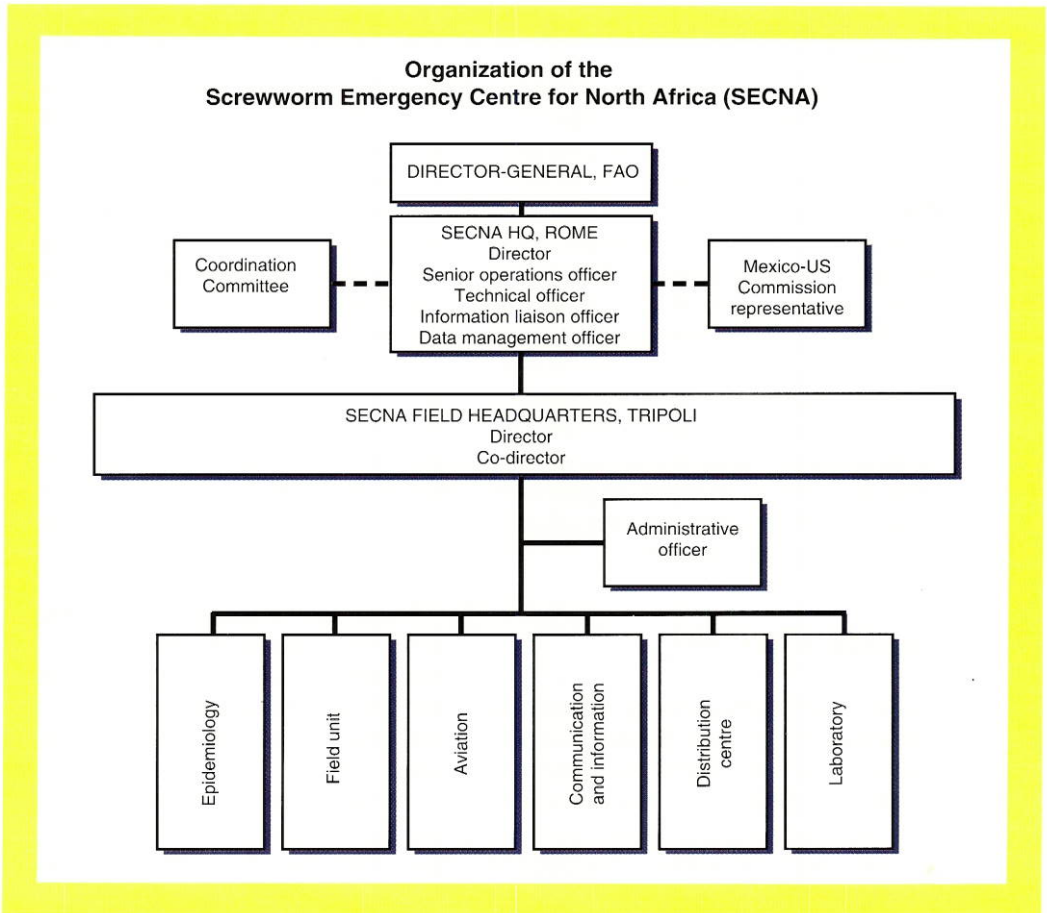 Organization of the
Screwworm Emergency Centre for North Africa (SECNA)
DIRECTOR-GENERAL, FAO
SECNA HQ, ROME
Director
Senior operations officer
Technical officer
Information liaison officer
Data management officer
Coordination
Committee
Mexico-US
Commission
representative
SECNA FIELD HEADQUARTERS, TRIPOLI
Director
Co-director
Administrative
officer
Epidemiology
Field unit
Aviation
Communication
and information
Distribution
centre
Laboratory